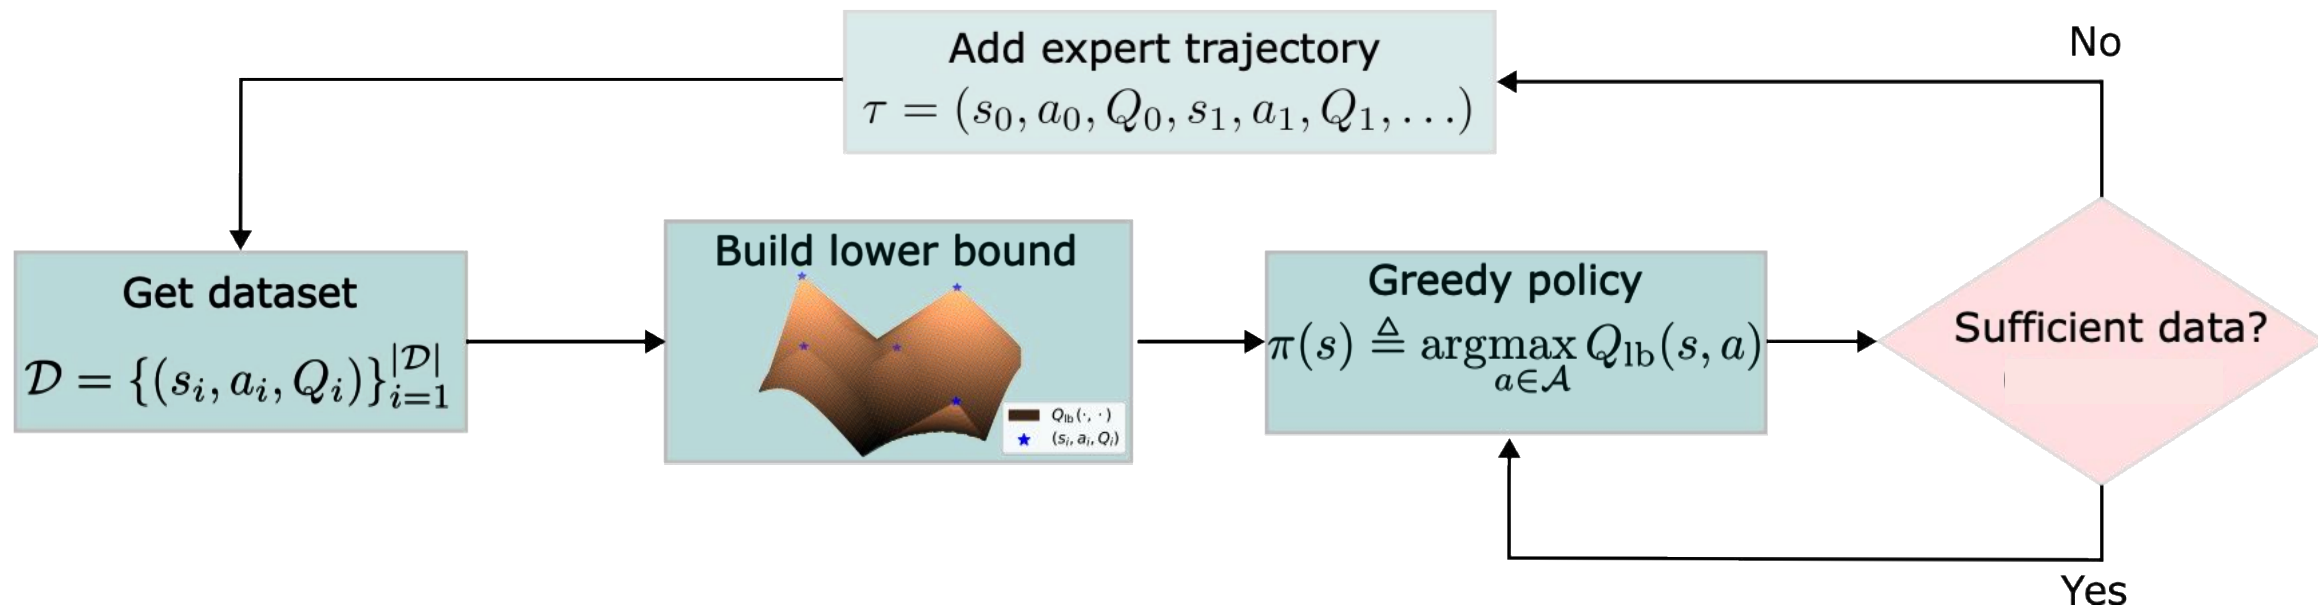 Add expert trajectory
τ = (s₀, a₀, Q₀, s₁, a₁, Q₁, . . .)
No
Get dataset
𝒟 = {(sᵢ, aᵢ, Qᵢ)}_{i=1}^{|𝒟|}
Build lower bound
Q_lb(·, ·)
(sᵢ, aᵢ, Qᵢ)
Greedy policy
π(s) ≜ argmax_{a∈𝒜} Q_lb(s, a)
Sufficient data?
Yes